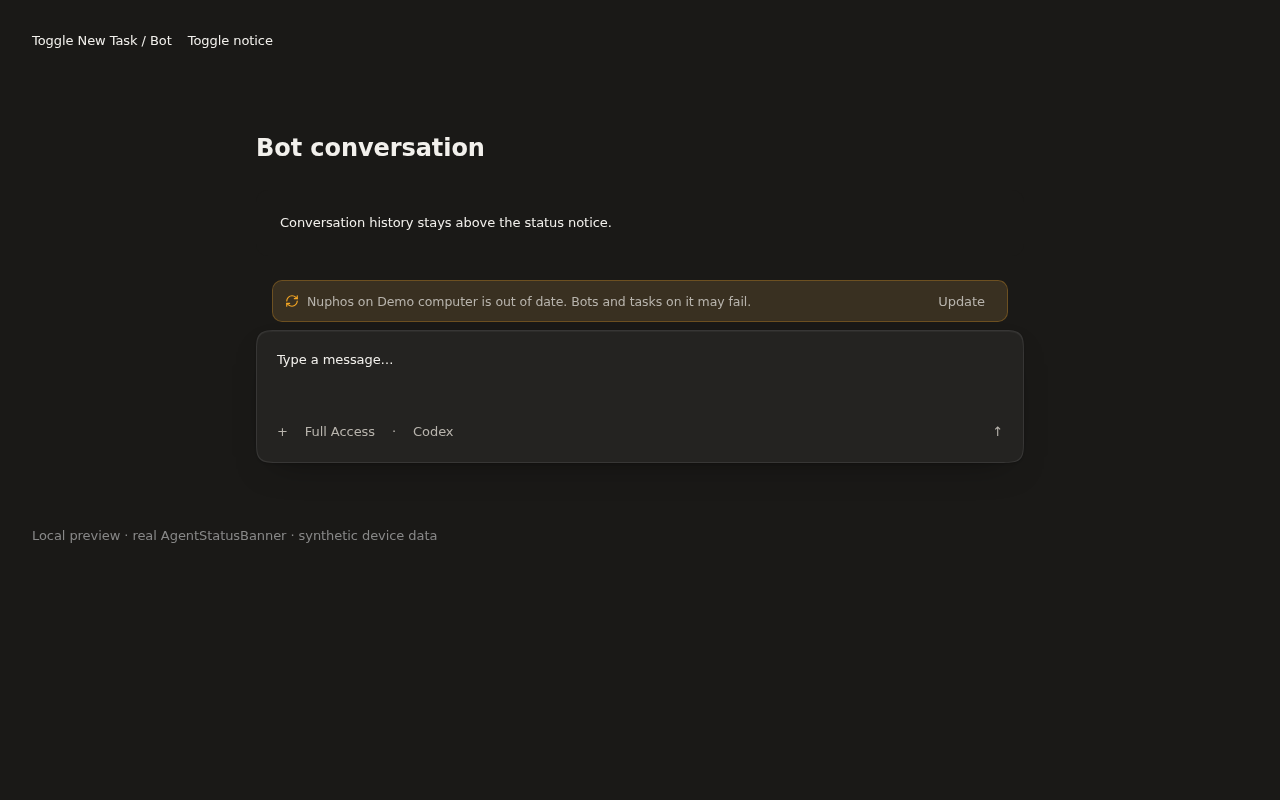 Toggle New Task / Bot Toggle notice
Bot conversation
Conversation history stays above the status notice.
Nuphos on Demo computer is out of date. Bots and tasks on it may fail. Update
Type a message…
+ Full Access · Codex ↑
Local preview · real AgentStatusBanner · synthetic device data